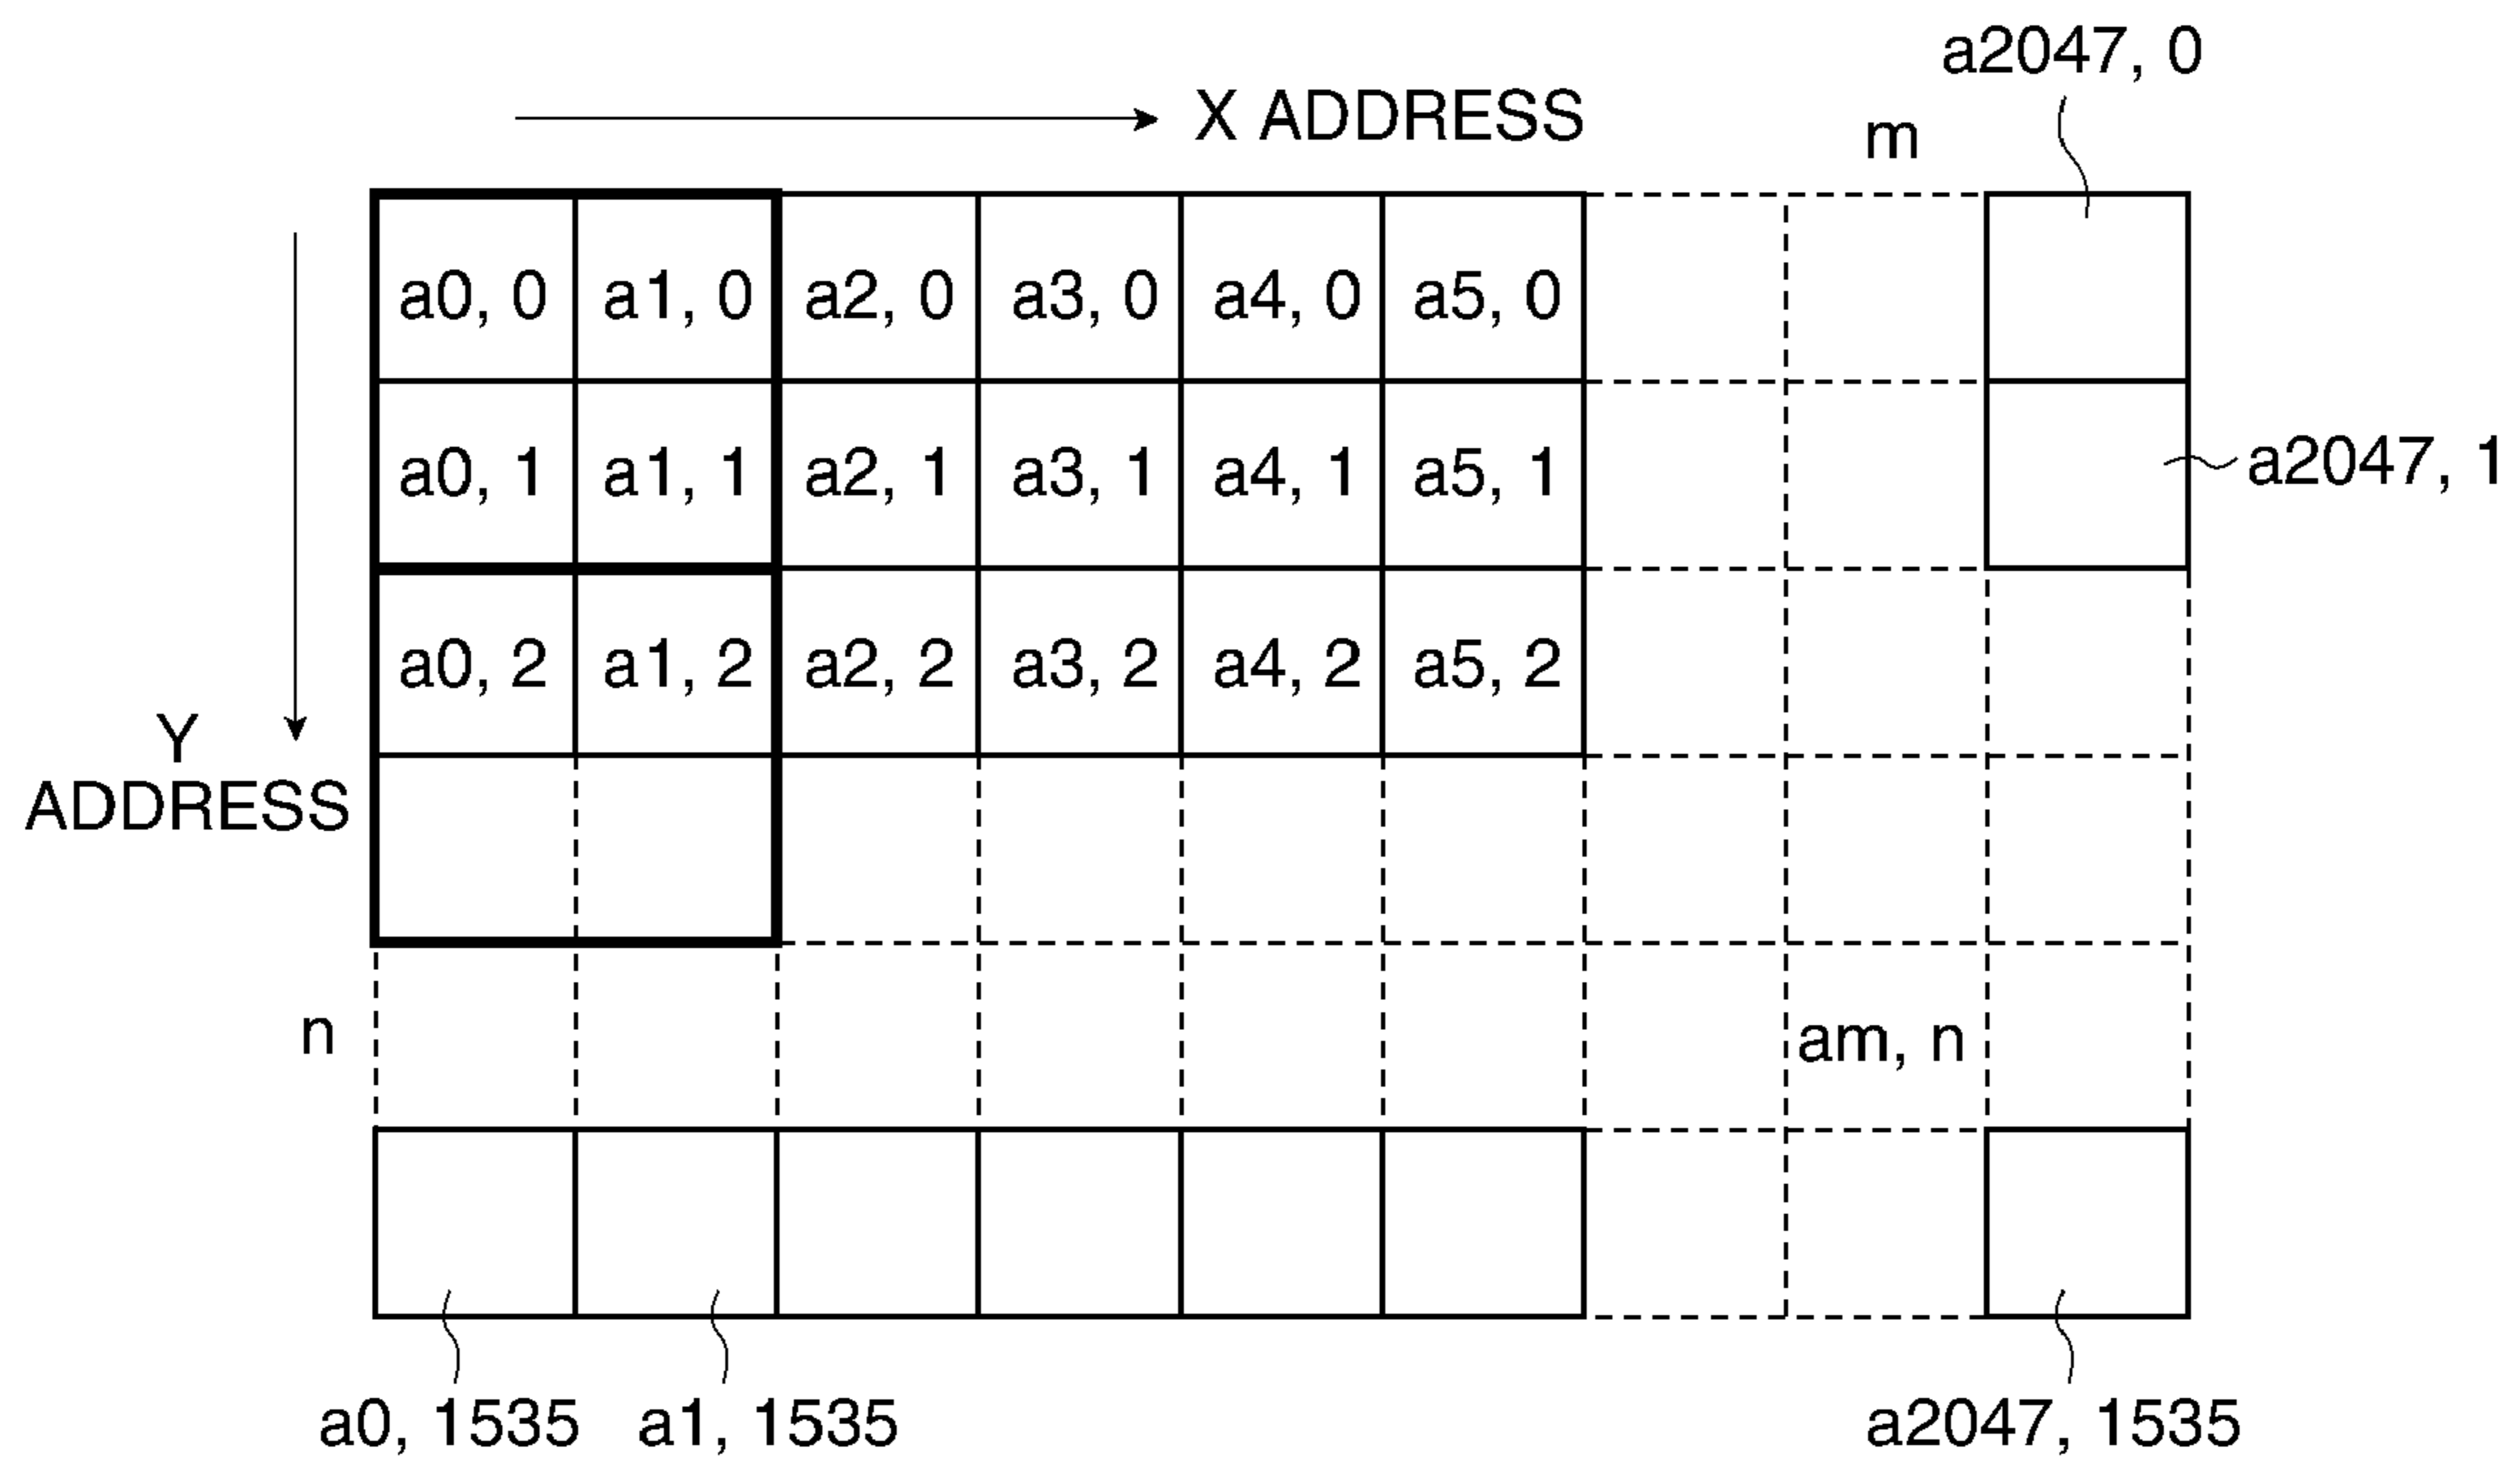 a2047, 0
X ADDRESS
m
a0, 0 a1, 0 a2, 0 a3, 0 a4, 0 a5, 0
a0, 1 a1, 1 a2, 1 a3, 1 a4, 1 a5, 1
a2047, 1
a0, 2 a1, 2 a2, 2 a3, 2 a4, 2 a5, 2
Y
ADDRESS
n
am, n
a0, 1535 a1, 1535 a2047, 1535